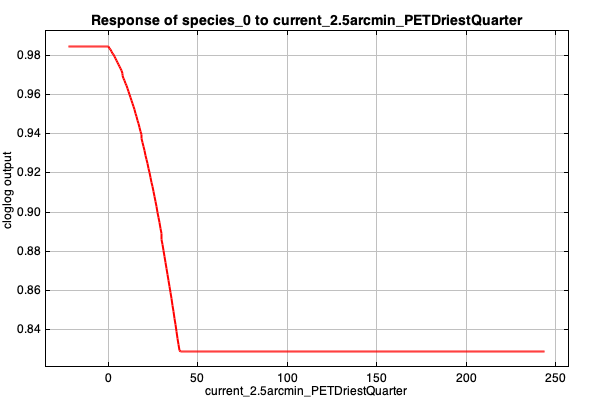 Response of species_0 to current_2.5arcmin_PETDriestQuarter
cloglog output
0.98
0.96
0.94
0.92
0.90
0.88
0.86
0.84
0 50 100 150 200 250
current_2.5arcmin_PETDriestQuarter